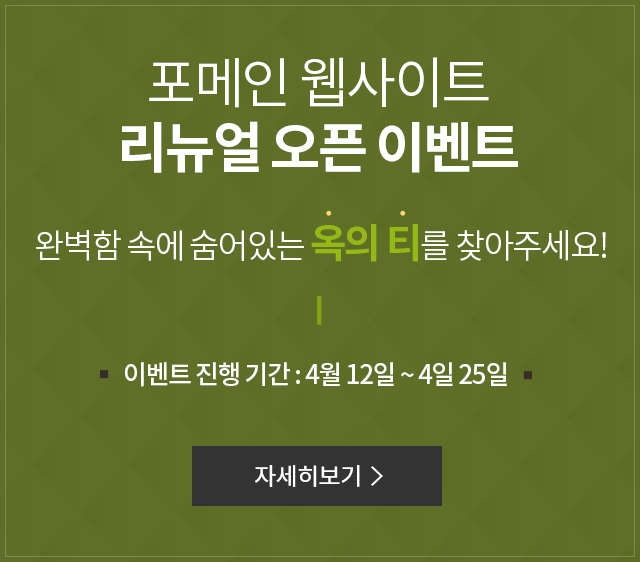 포메인 웹사이트
리뉴얼 오픈 이벤트
완벽함 속에 숨어있는 옥의 티를 찾아주세요!
이벤트 진행 기간 : 4월 12일 ~ 4일 25일
자세히보기